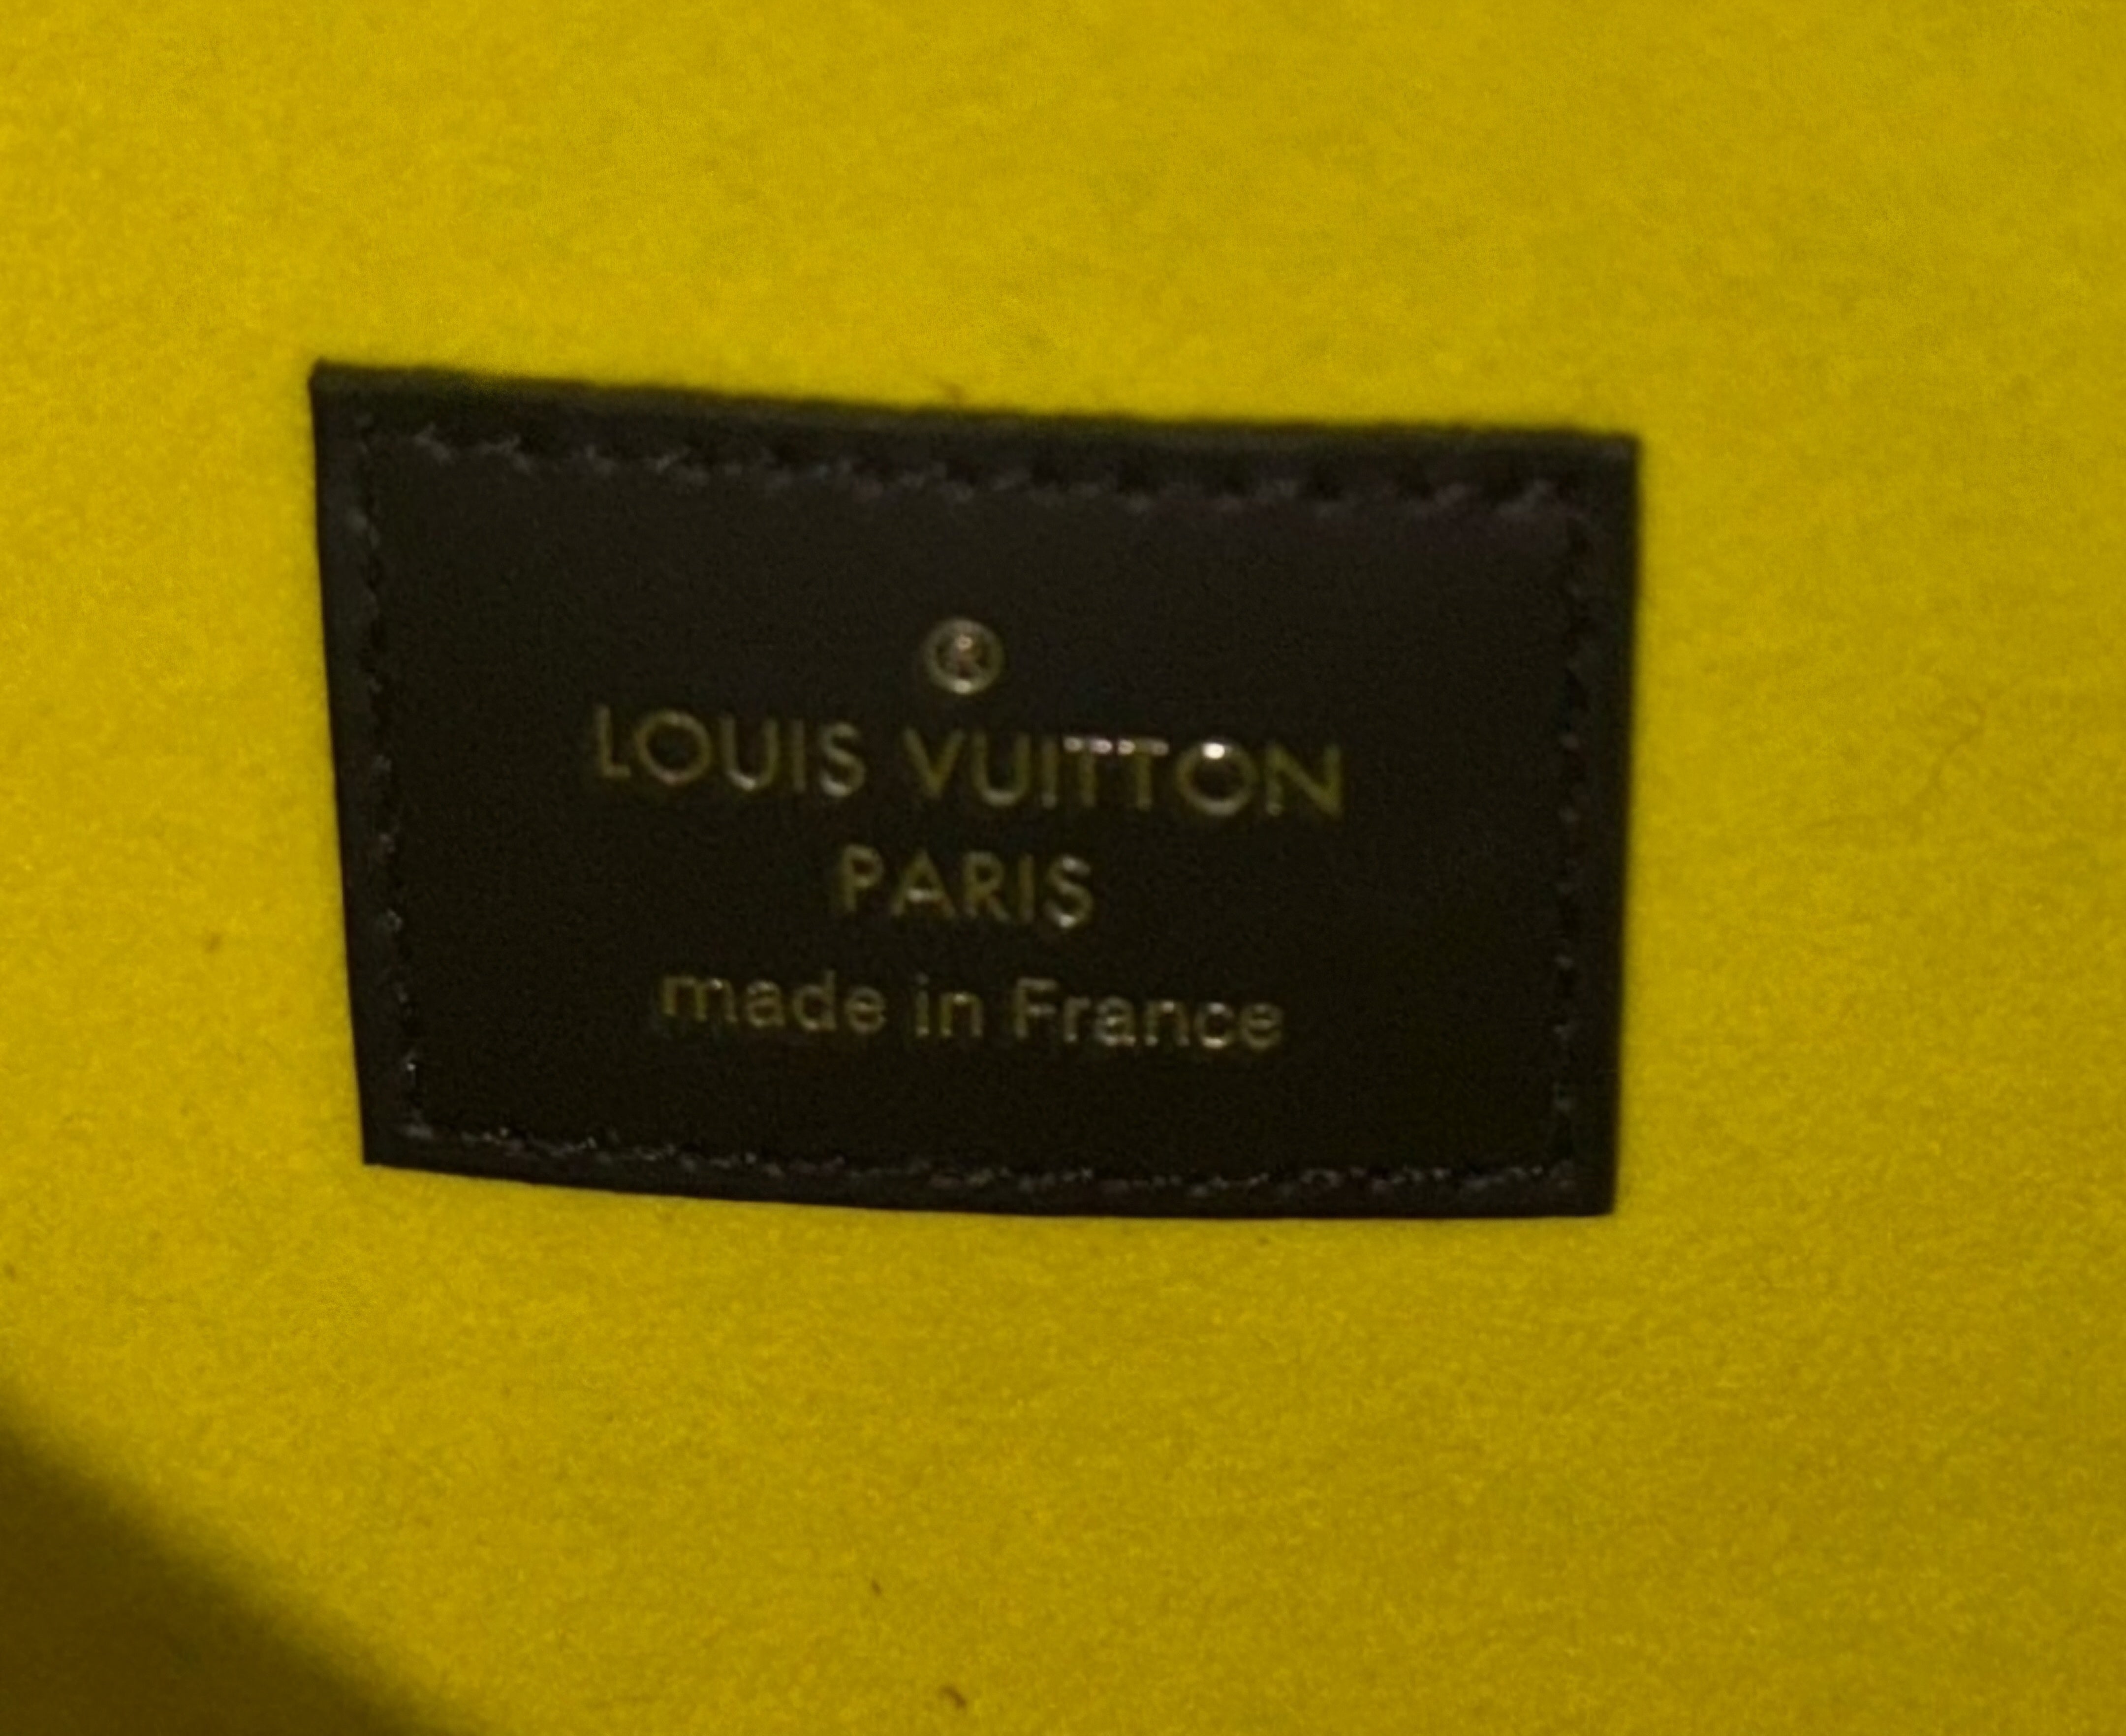 ®
LOUIS VUITTON
PARIS
made in France